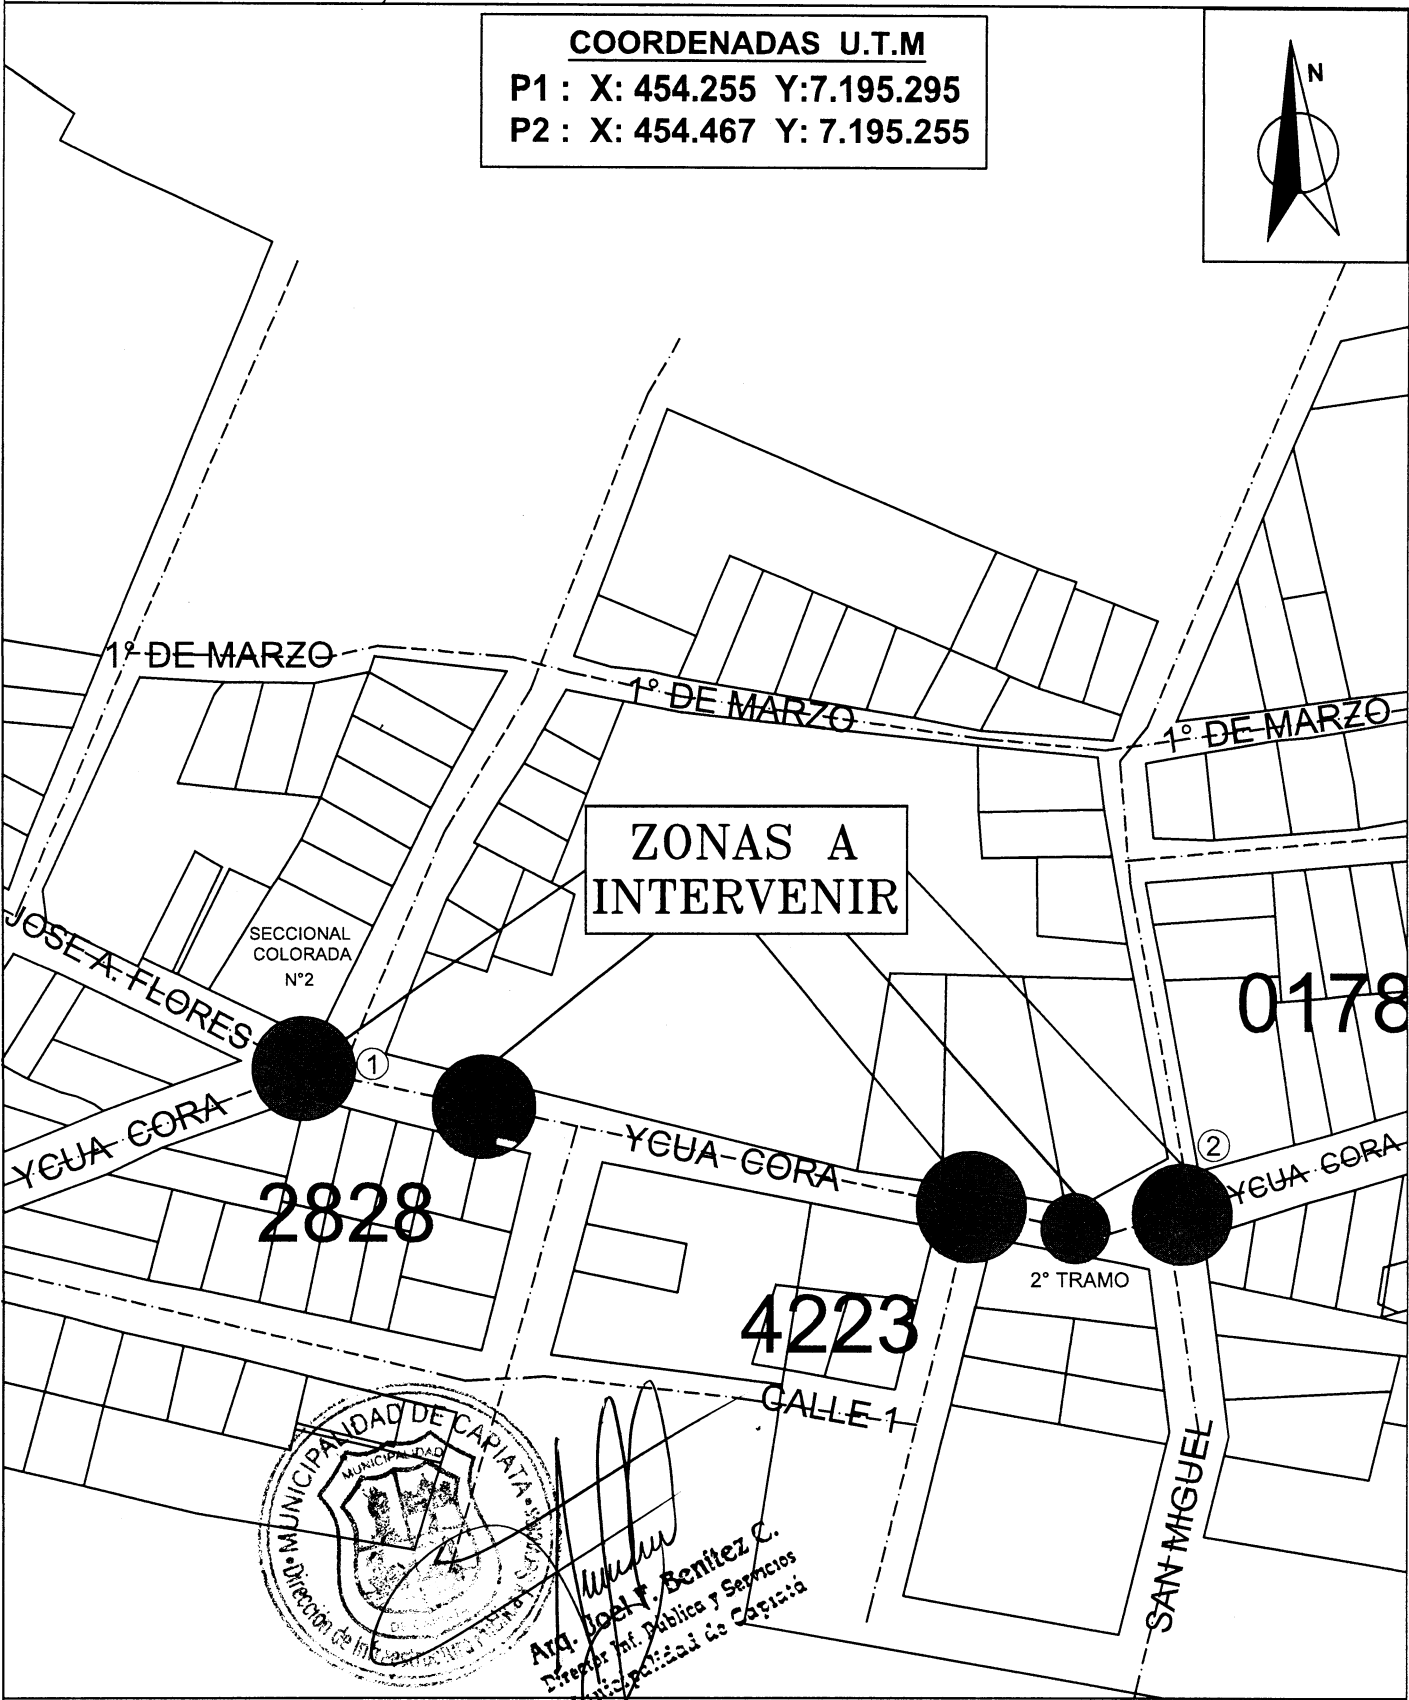 COORDENADAS U.T.M
P1 : X: 454.255 Y:7.195.295
P2 : X: 454.467 Y: 7.195.255
N
1° DE MARZO
1° DE MARZO
1° DE MARZO
ZONAS A
INTERVENIR
SECCIONAL
COLORADA
N°2
JOSE A. FLORES
0178
1
YCUA CORA
YCUA CORA
2
YCUA CORA
2828
2° TRAMO
4223
CALLE 1
SAN MIGUEL
MUNICIPALIDAD DE CAPIATA
MUNICIPALIDAD
Dirección de
Arq. Joel F. Benítez C.
Director Inf. Pública y Servicios
Municipalidad de Capiatá